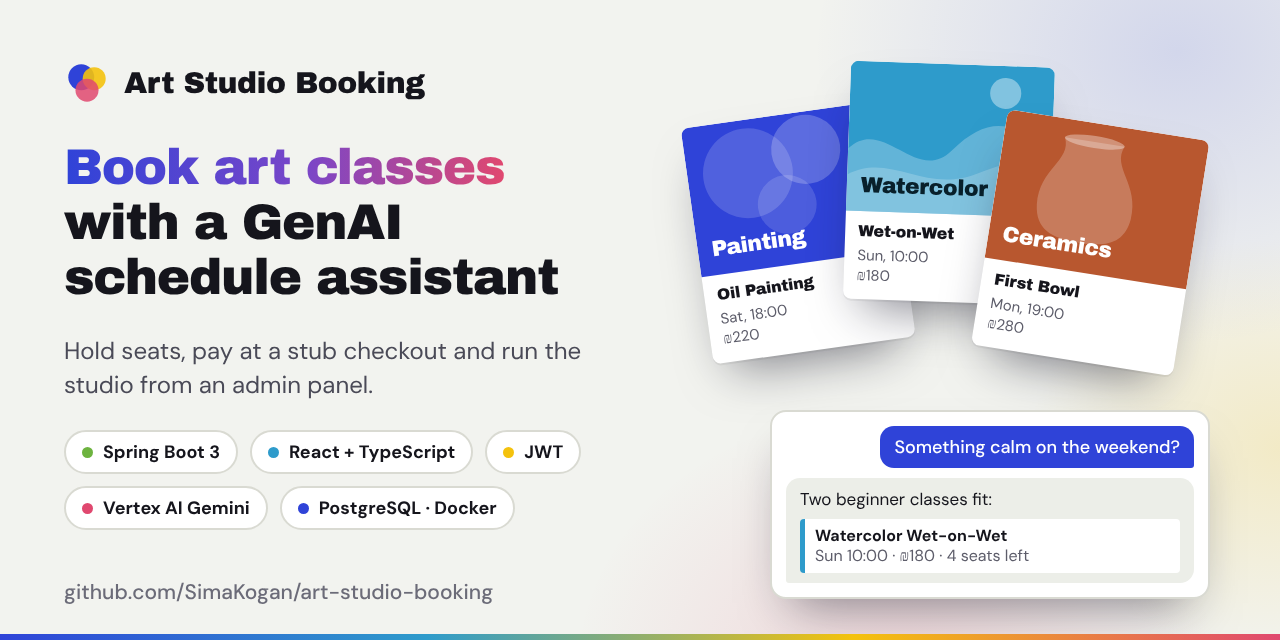 Art Studio Booking
Book art classes
with a GenAI
schedule assistant
Hold seats, pay at a stub checkout and run the
studio from an admin panel.
Spring Boot 3
React + TypeScript
JWT
Vertex AI Gemini
PostgreSQL · Docker
github.com/SimaKogan/art-studio-booking
Painting
Oil Painting
Sat, 18:00
₪220
Watercolor
Wet-on-Wet
Sun, 10:00
₪180
Ceramics
First Bowl
Mon, 19:00
₪280
Something calm on the weekend?
Two beginner classes fit:
Watercolor Wet-on-Wet
Sun 10:00 · ₪180 · 4 seats left